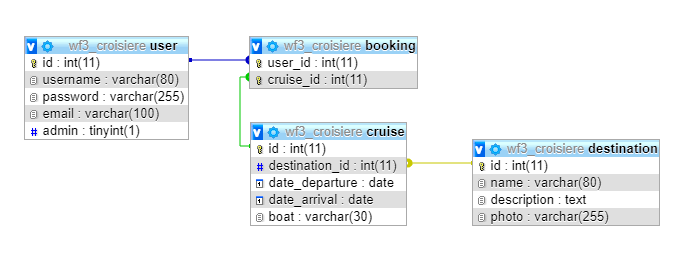 wf3_croisiere user
id : int(11)
username : varchar(80)
password : varchar(255)
email : varchar(100)
# admin : tinyint(1)
wf3_croisiere booking
user_id : int(11)
cruise_id : int(11)
wf3_croisiere cruise
id : int(11)
# destination_id : int(11)
date_departure : date
date_arrival : date
boat : varchar(30)
wf3_croisiere destination
id : int(11)
name : varchar(80)
description : text
photo : varchar(255)